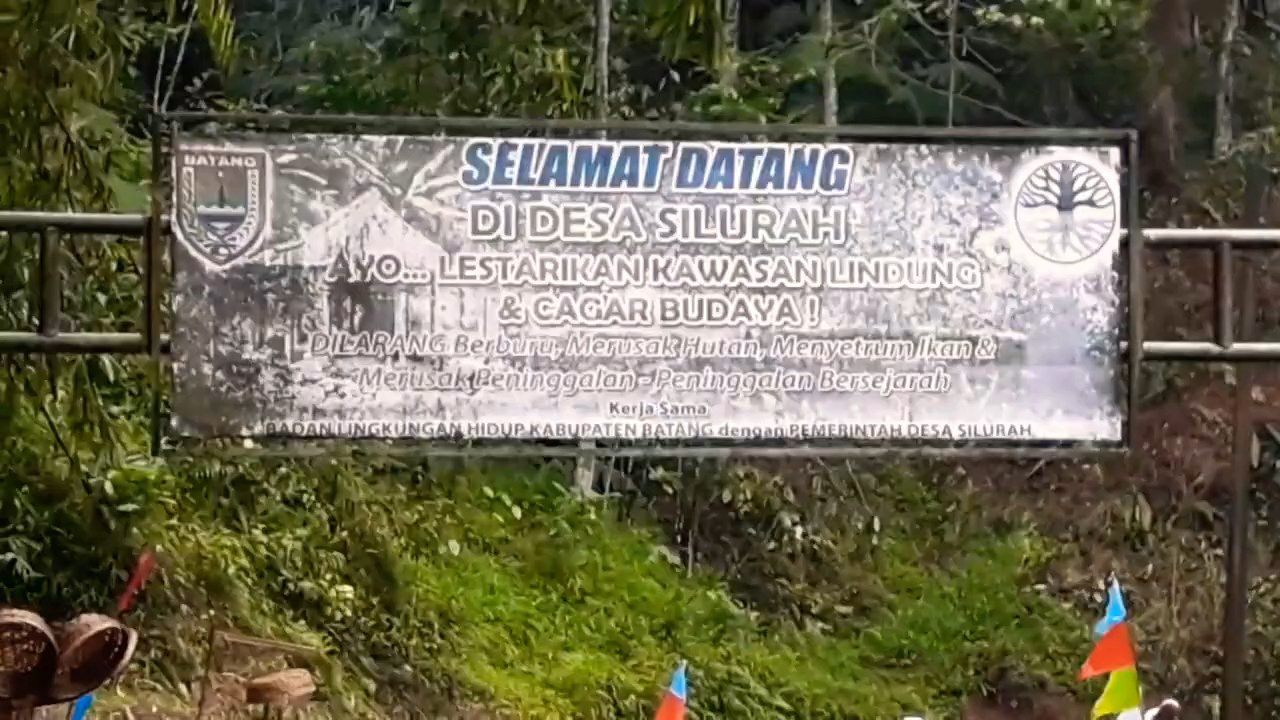 BATANG
SELAMAT DATANG
DI DESA SILURAH
AYO... LESTARIKAN KAWASAN LINDUNG
& CAGAR BUDAYA !
DILARANG Berburu, Merusak Hutan, Menyetrum Ikan &
Merusak Peninggalan - Peninggalan Bersejarah
Kerja Sama
BADAN LINGKUNGAN HIDUP KABUPATEN BATANG dengan PEMERINTAH DESA SILURAH